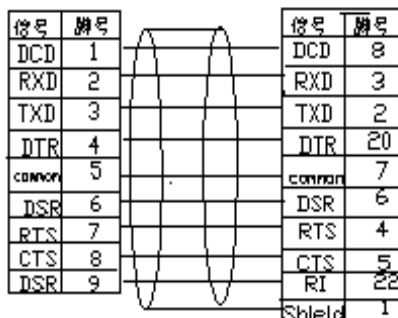 信号 脚号
DCD 1
RXD 2
TXD 3
DTR 4
common 5
DSR 6
RTS 7
CTS 8
DSR 9
信号 脚号
DCD 8
RXD 3
TXD 2
DTR 20
common 7
DSR 6
RTS 4
CTS 5
RI 22
Shield 1